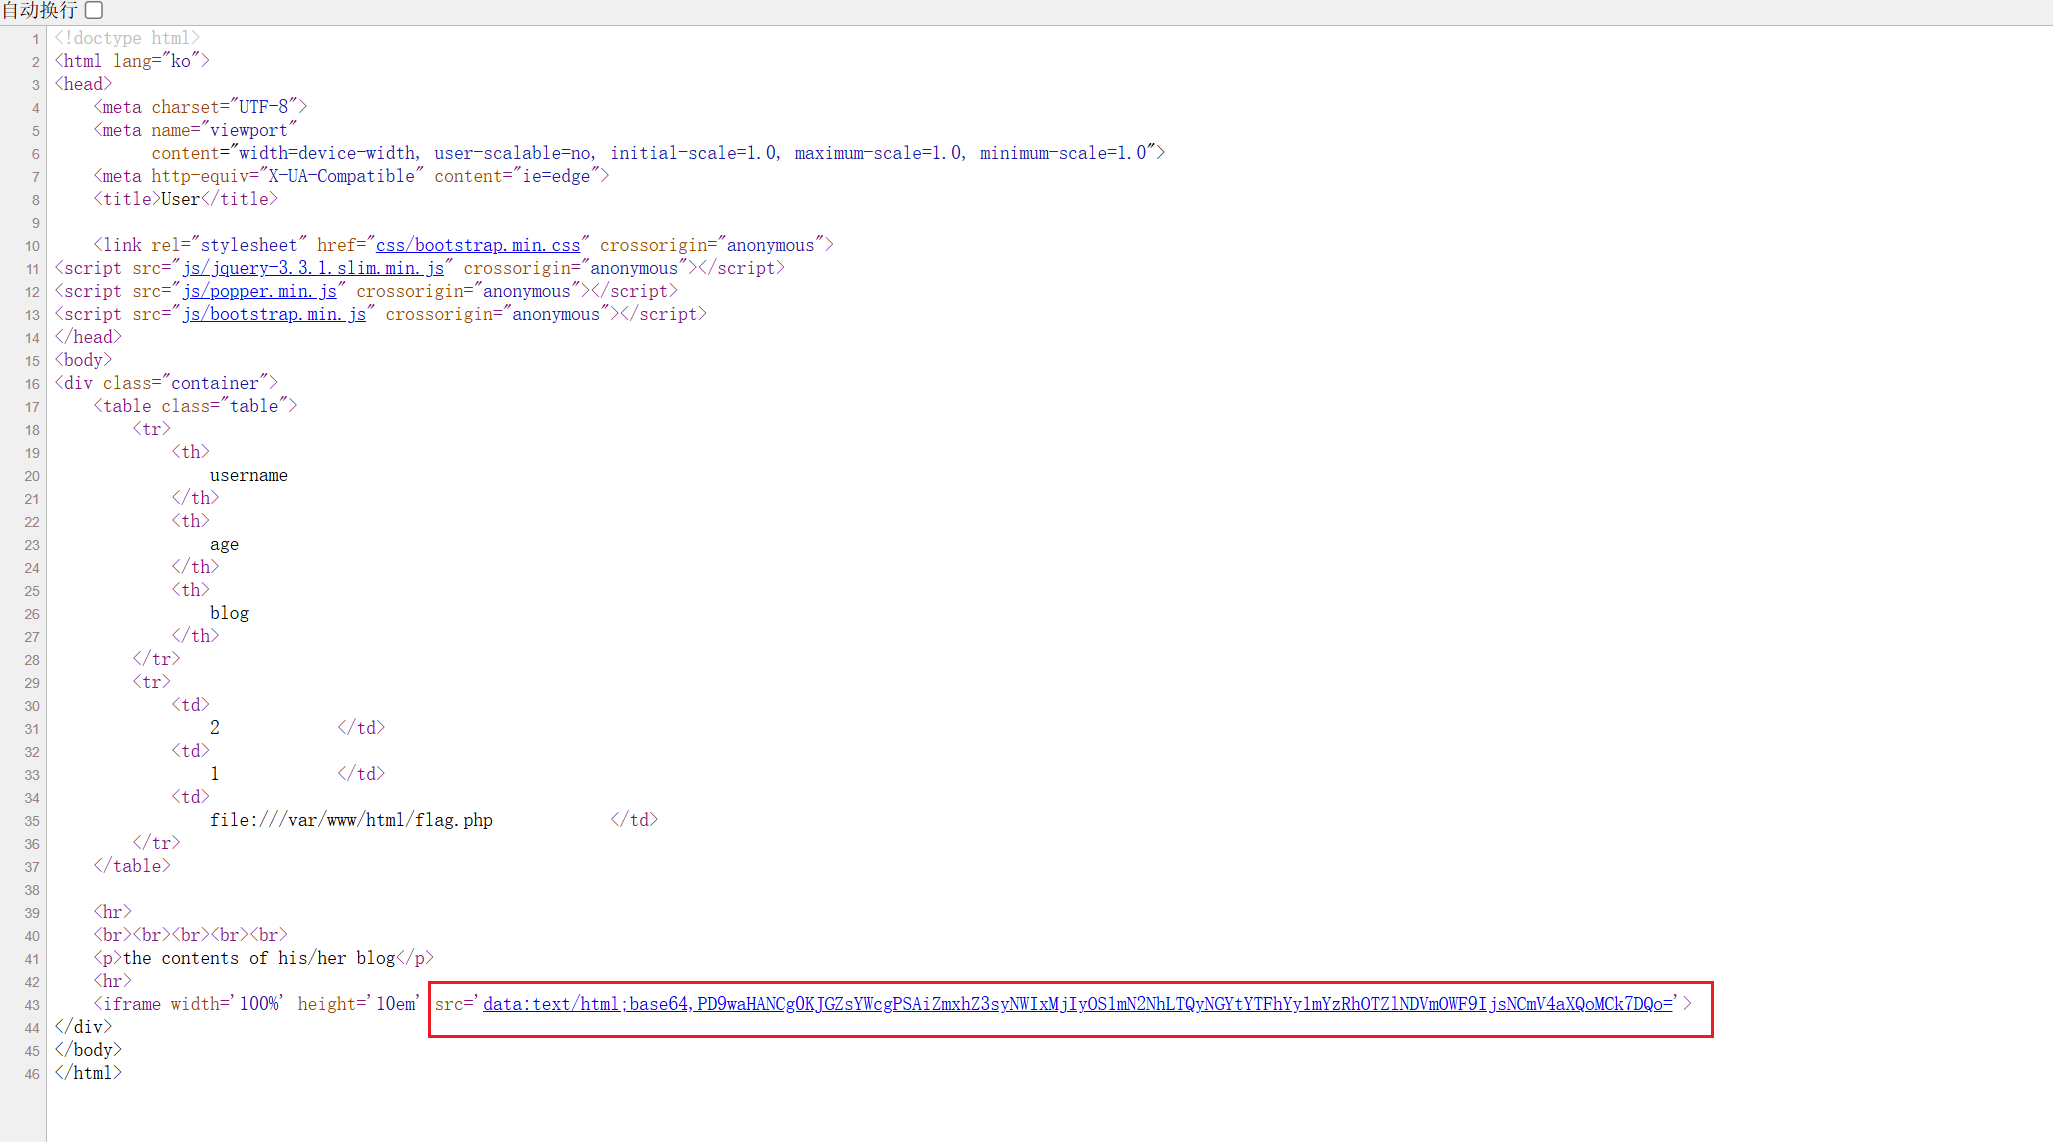 自动换行
1 <!doctype html>
2 <html lang="ko">
3 <head>
4 <meta charset="UTF-8">
5 <meta name="viewport"
6 content="width=device-width, user-scalable=no, initial-scale=1.0, maximum-scale=1.0, minimum-scale=1.0">
7 <meta http-equiv="X-UA-Compatible" content="ie=edge">
8 <title>User</title>
9
10 <link rel="stylesheet" href="css/bootstrap.min.css" crossorigin="anonymous">
11 <script src="js/jquery-3.3.1.slim.min.js" crossorigin="anonymous"></script>
12 <script src="js/popper.min.js" crossorigin="anonymous"></script>
13 <script src="js/bootstrap.min.js" crossorigin="anonymous"></script>
14 </head>
15 <body>
16 <div class="container">
17 <table class="table">
18 <tr>
19 <th>
20 username
21 </th>
22 <th>
23 age
24 </th>
25 <th>
26 blog
27 </th>
28 </tr>
29 <tr>
30 <td>
31 2 </td>
32 <td>
33 1 </td>
34 <td>
35 file:///var/www/html/flag.php </td>
36 </tr>
37 </table>
38
39 <hr>
40 <br><br><br><br><br>
41 <p>the contents of his/her blog</p>
42 <hr>
43 <iframe width='100%' height='10em' src='data:text/html;base64,PD9waHANCg0KJGZsYWcgPSAiZmxhZ3syNWIxMjIyOS1mN2NhLTQyNGYtYTFhYy1mYzRhOTZlNDVmOWF9IjsNCmV4aXQoMCk7DQo='>
44 </div>
45 </body>
46 </html>